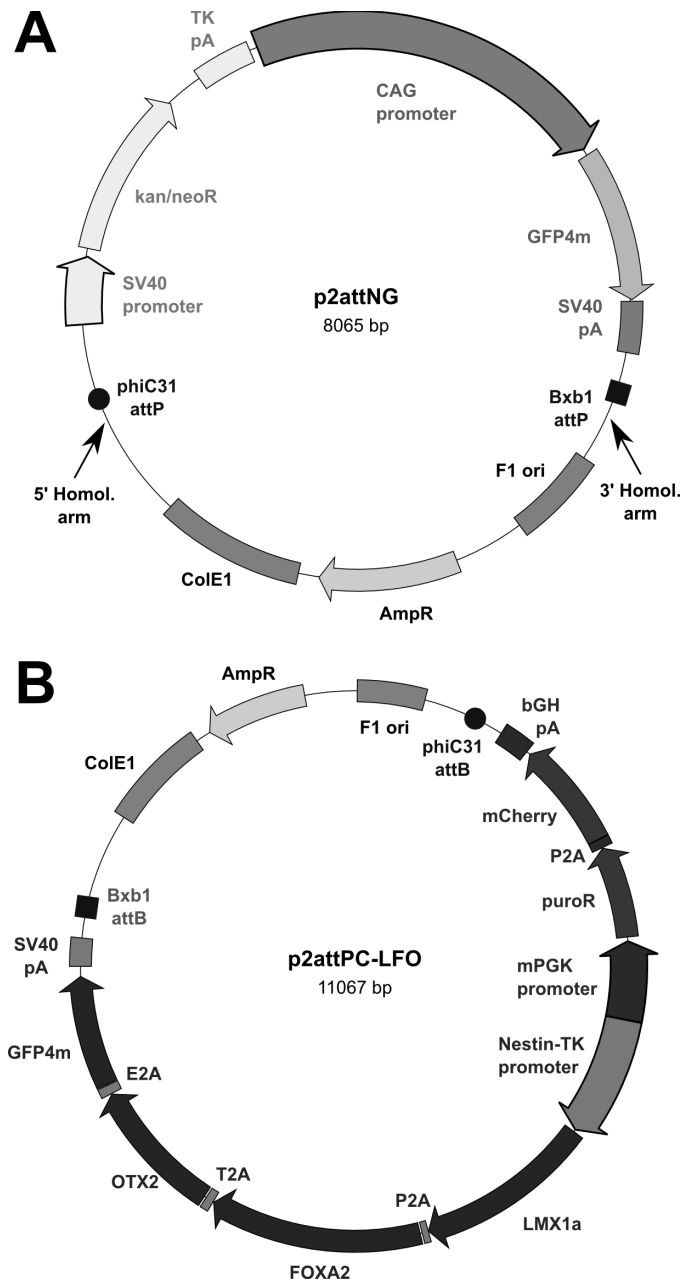 A
TK
pA
CAG
promoter
kan/neoR
GFP4m
SV40
promoter
p2attNG
8065 bp
SV40
pA
phiC31
attP
Bxb1
attP
5' Homol.
arm
F1 ori
3' Homol.
arm
ColE1
AmpR
B
AmpR
F1 ori
bGH
pA
phiC31
attB
ColE1
mCherry
P2A
puroR
Bxb1
attB
SV40
pA
p2attPC-LFO
11067 bp
mPGK
promoter
Nestin-TK
promoter
GFP4m
E2A
OTX2
T2A
P2A
LMX1a
FOXA2